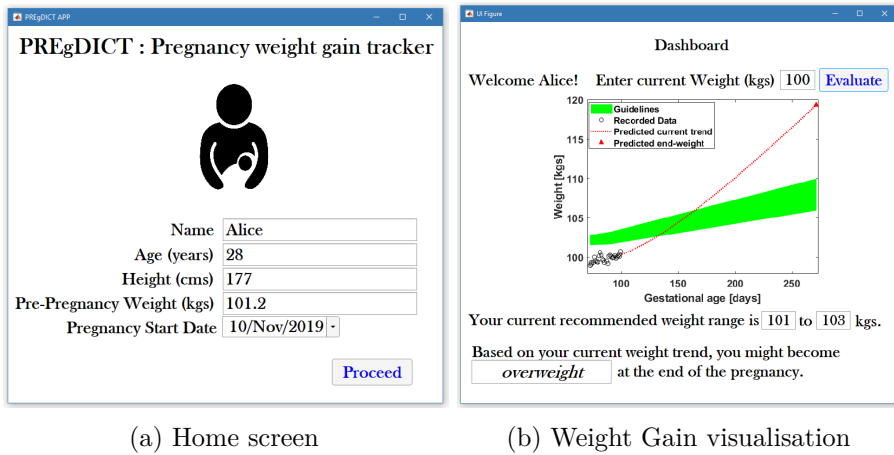 PREgDICT APP
PREgDICT : Pregnancy weight gain tracker
Name Alice
Age (years) 28
Height (cms) 177
Pre-Pregnancy Weight (kgs) 101.2
Pregnancy Start Date 10/Nov/2019
Proceed
(a) Home screen
UI Figure
Dashboard
Welcome Alice! Enter current Weight (kgs) 100 Evaluate
Guidelines
Recorded Data
Predicted current trend
Predicted end-weight
Weight [kgs]
120
115
110
105
100
100 150 200 250
Gestational age [days]
Your current recommended weight range is 101 to 103 kgs.
Based on your current weight trend, you might become
overweight at the end of the pregnancy.
(b) Weight Gain visualisation